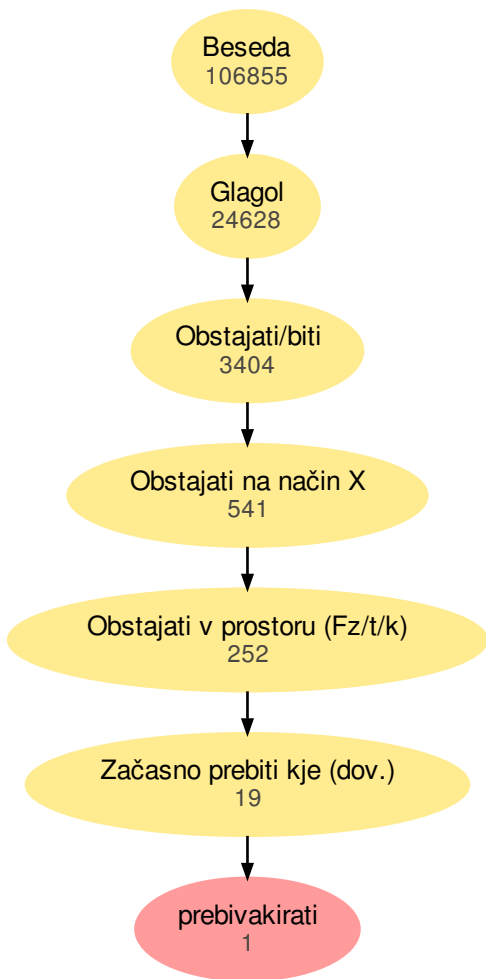 Beseda
106855
Glagol
24628
Obstajati/biti
3404
Obstajati na način X
541
Obstajati v prostoru (Fz/t/k)
252
Začasno prebiti kje (dov.)
19
prebivakirati
1